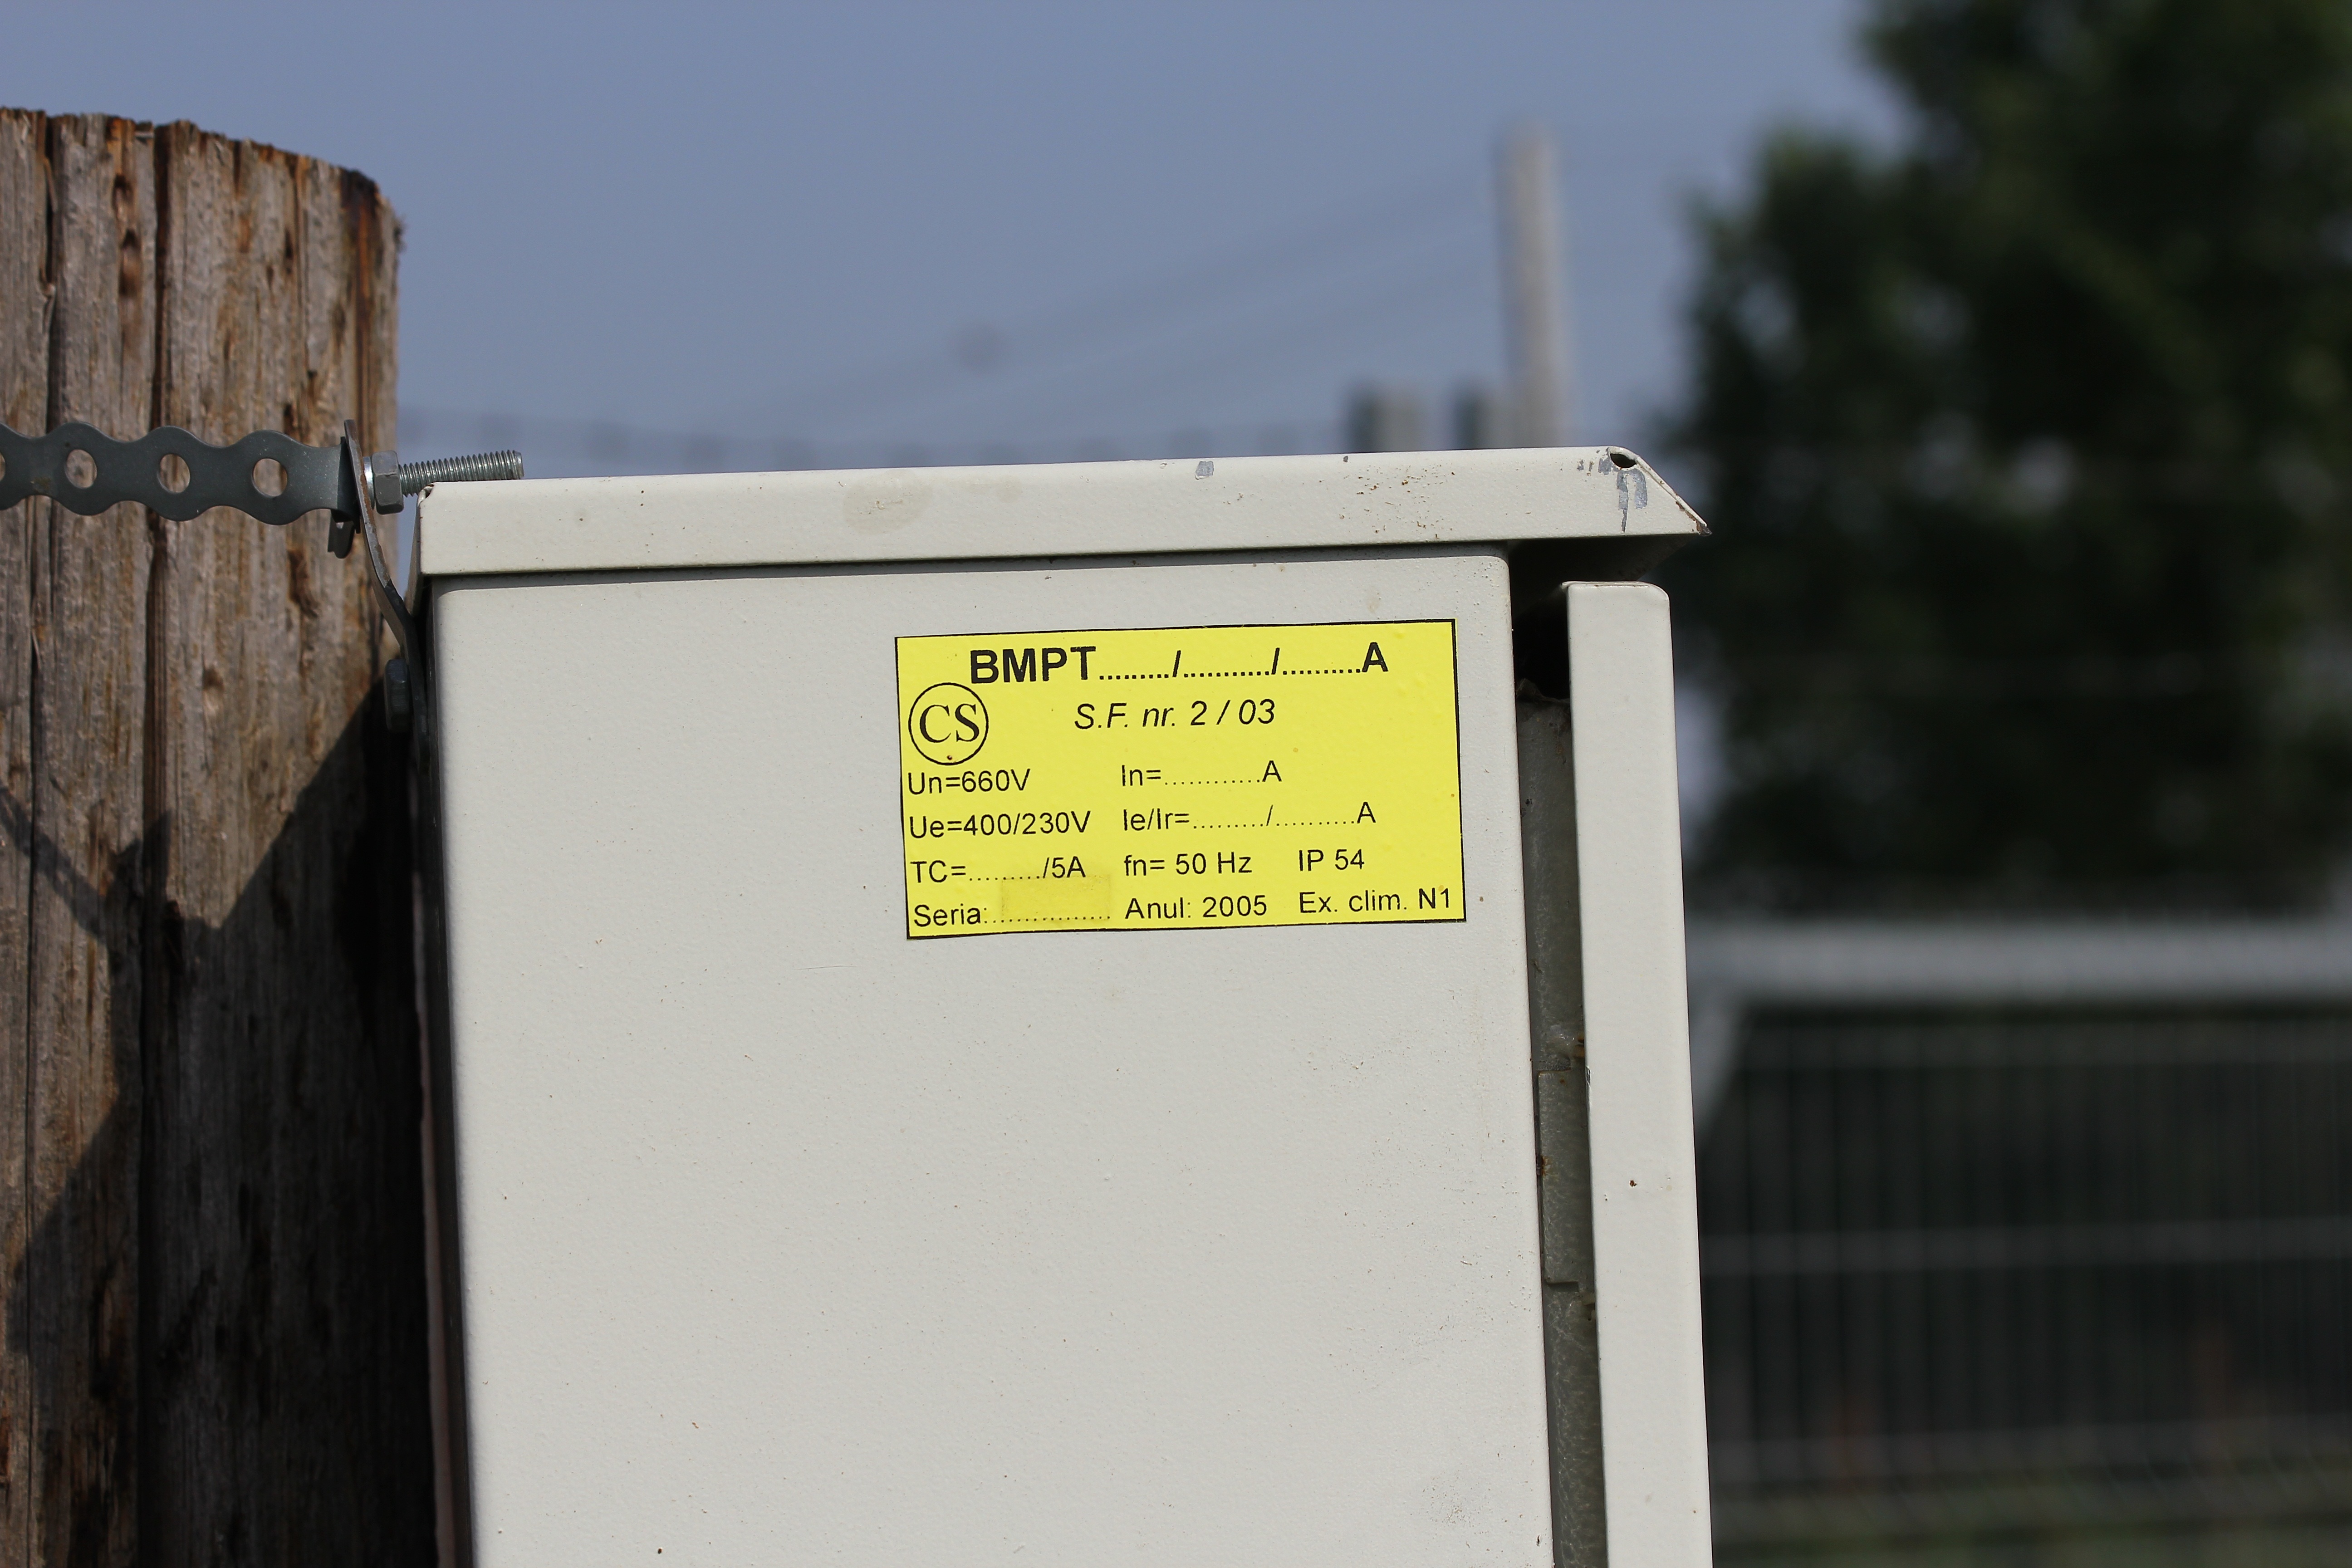 BMPT........./.........../..........A
CS S.F. nr. 2 / 03
Un=660V In=............A
Ue=400/230V Ie/Ir=........./..........A
TC=........./5A fn= 50 Hz IP 54
Seria:............... Anul: 2005 Ex. clim. N1